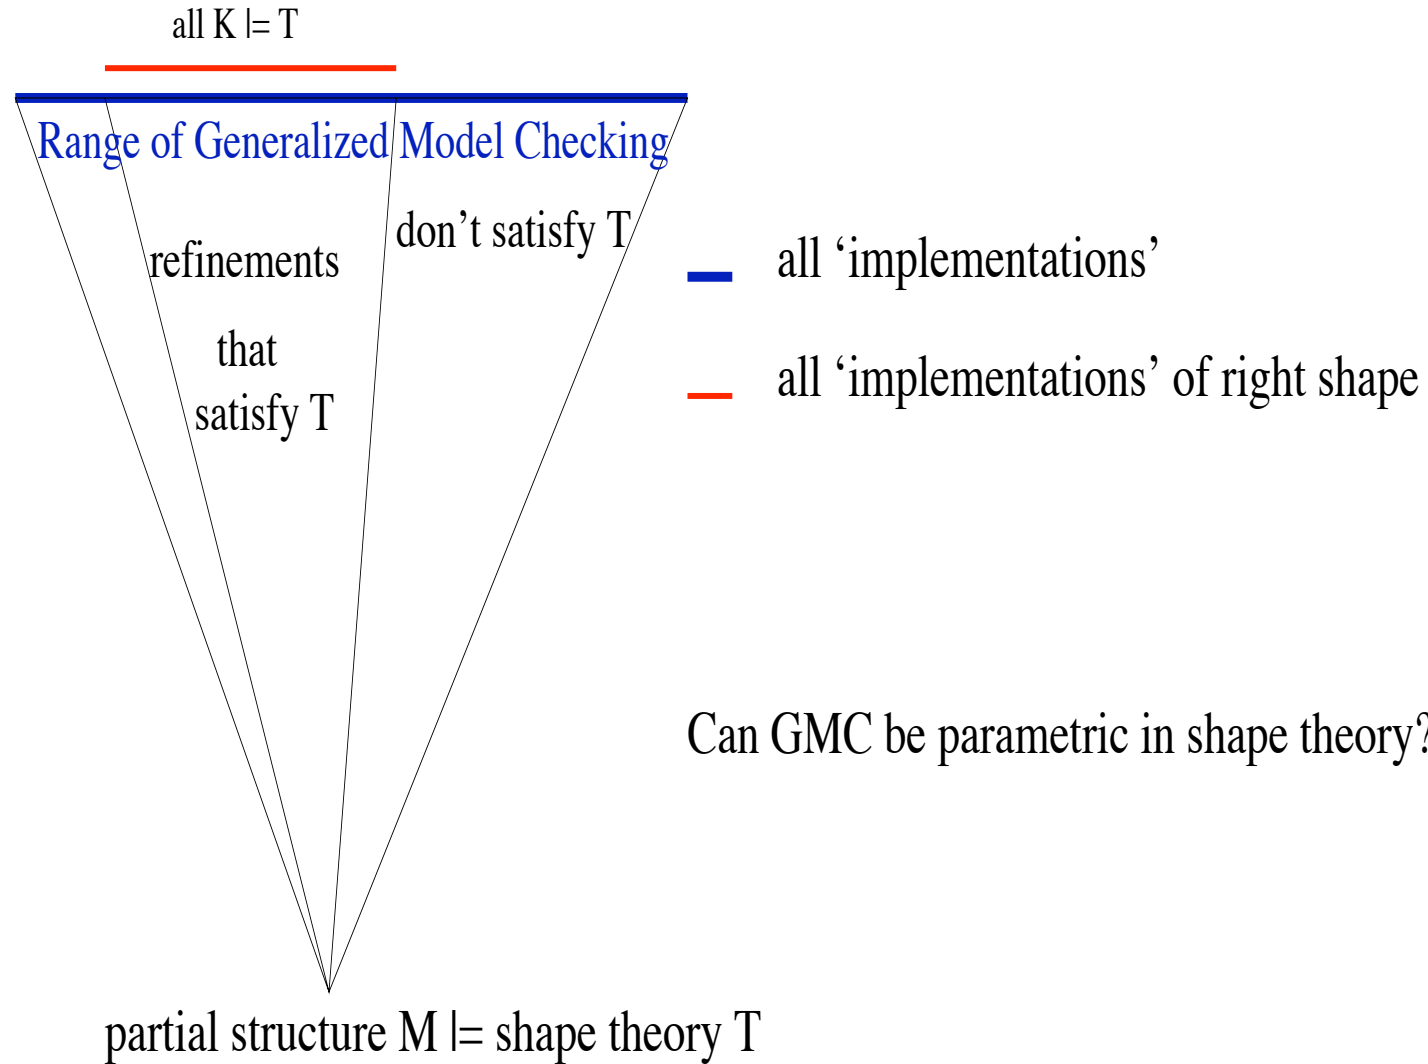 all K |= T
Range of Generalized Model Checking
don’t satisfy T
refinements
that
satisfy T
all ‘implementations’
all ‘implementations’ of right shape
Can GMC be parametric in shape theory?
partial structure M |= shape theory T